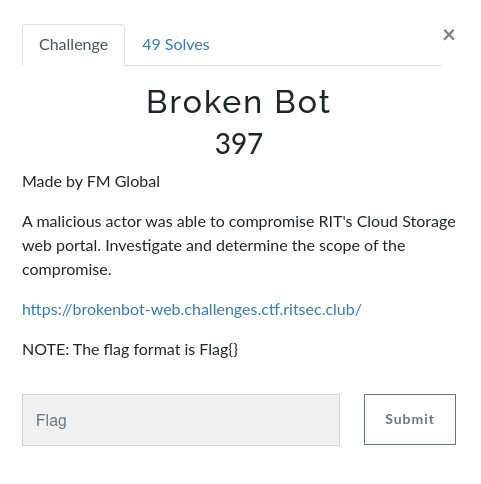 Challenge
49 Solves
×
Broken Bot
397
Made by FM Global
A malicious actor was able to compromise RIT's Cloud Storage
web portal. Investigate and determine the scope of the
compromise.
https://brokenbot-web.challenges.ctf.ritsec.club/
NOTE: The flag format is Flag{}
Flag
Submit